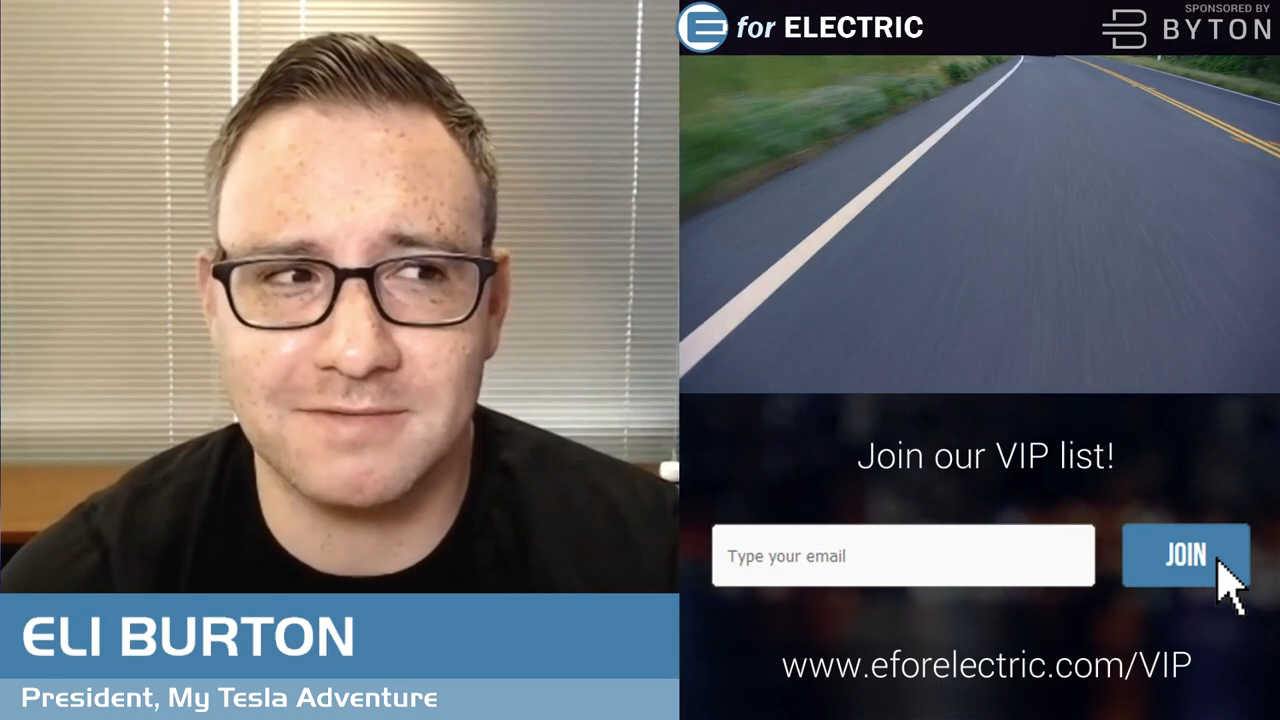 ELI BURTON
President, My Tesla Adventure
E for ELECTRIC
SPONSORED BY
BYTON
Join our VIP list!
Type your email
JOIN
www.eforelectric.com/VIP